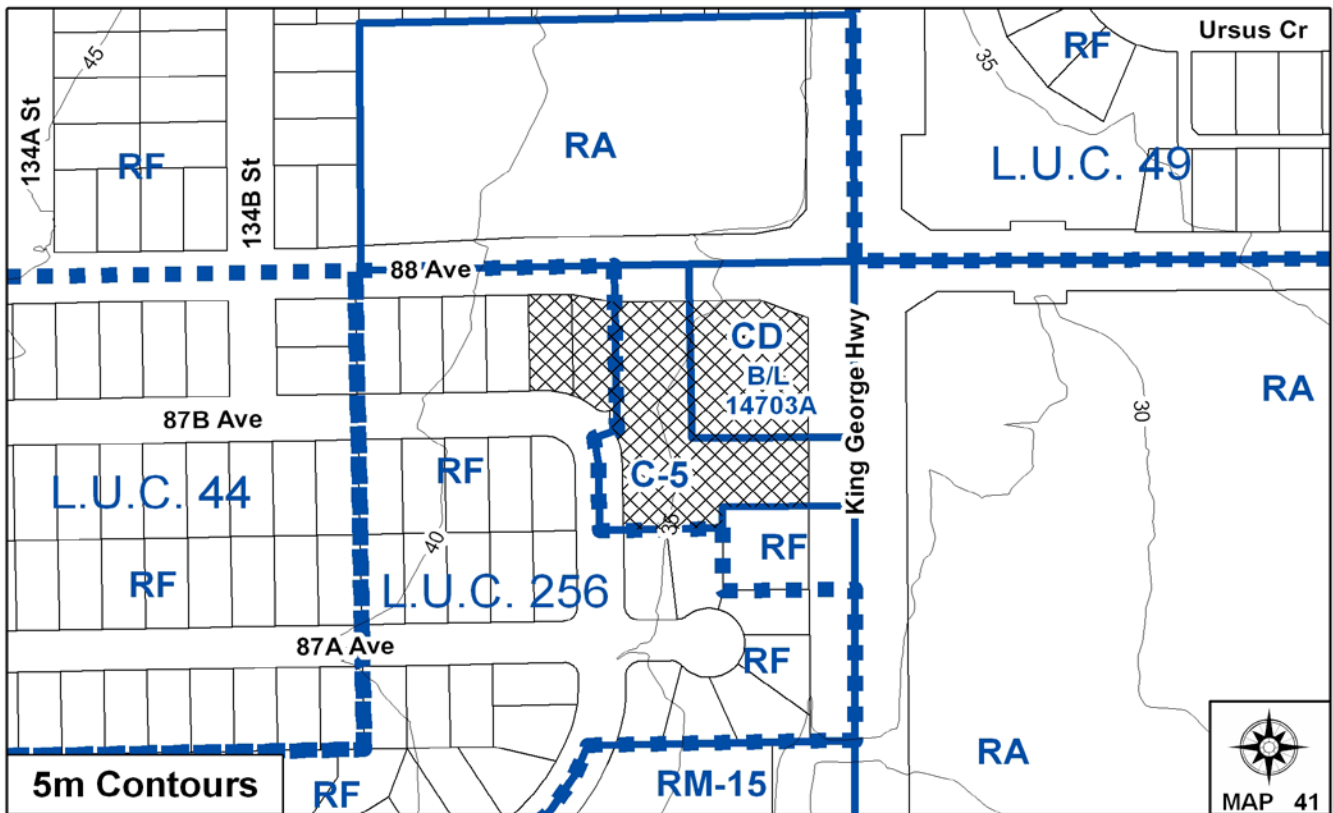 Ursus Cr
RF
35
45
134A St
RF
134B St
RA
L.U.C. 49
88 Ave
CD
B/L
14703A
King George Hwy
RA
30
87B Ave
L.U.C. 44
RF
C-5
35
40
RF
RF
L.U.C. 256
87A Ave
RF
RA
5m Contours
RF
RM-15
MAP 41